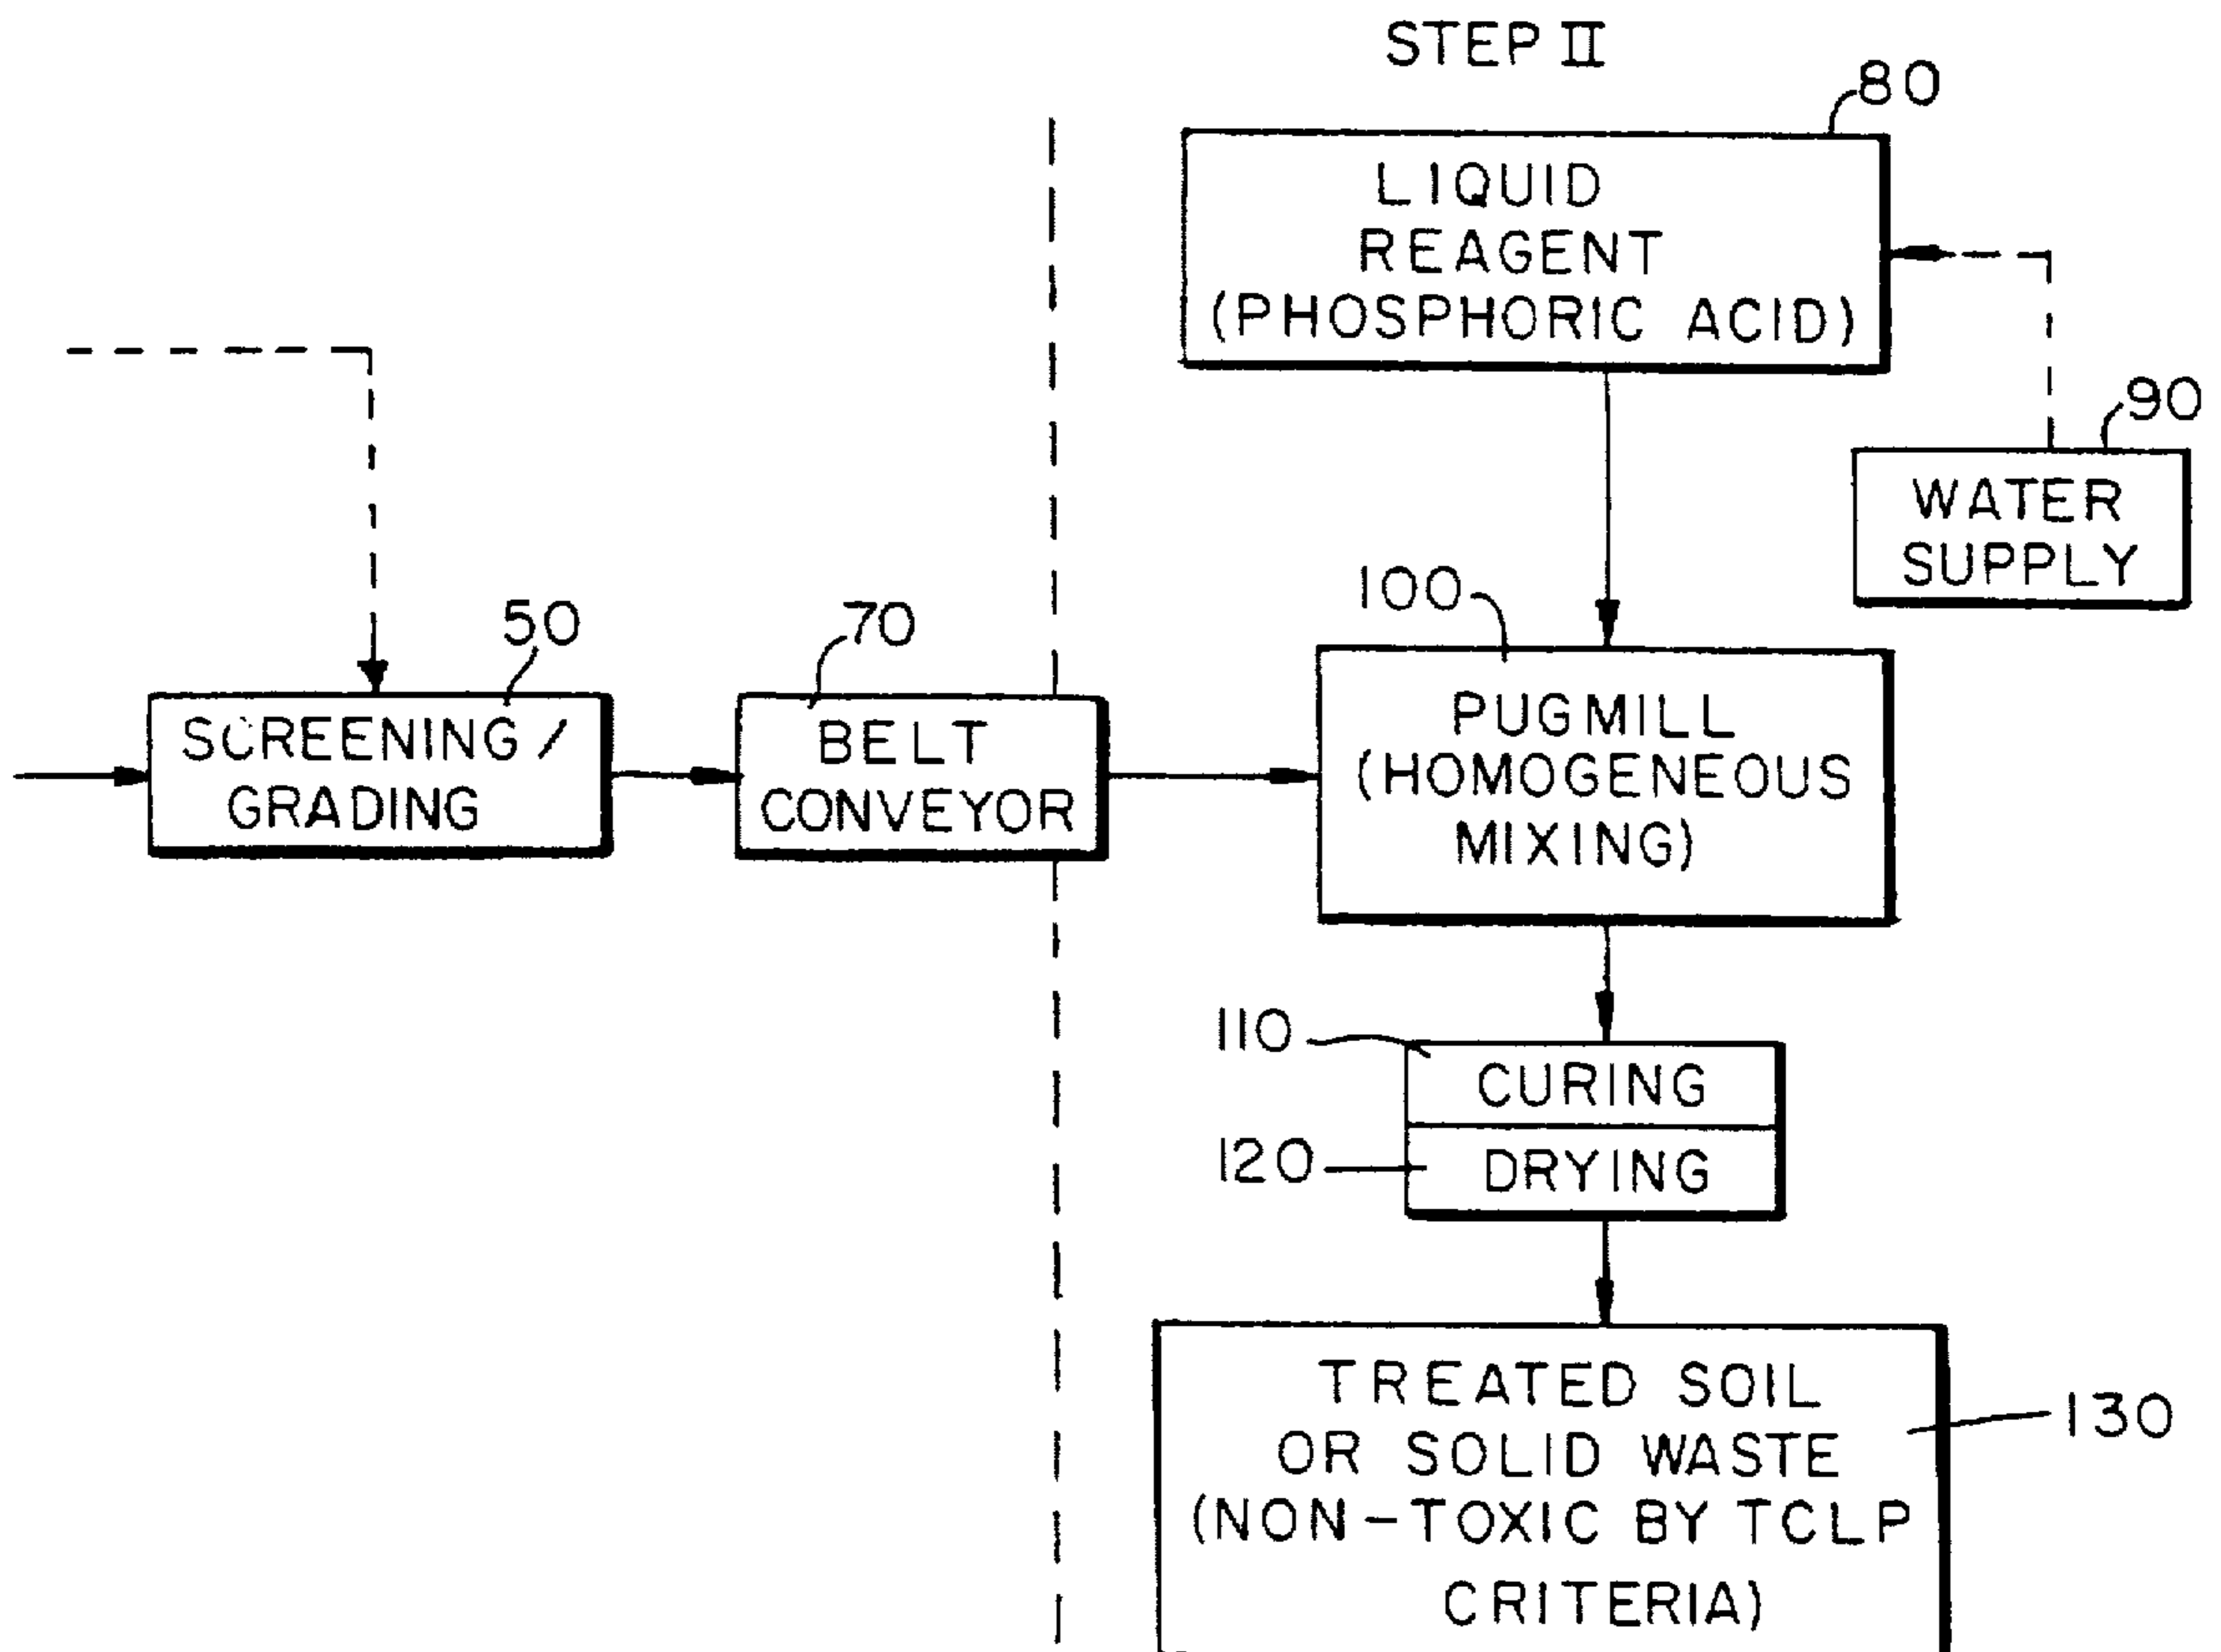 STEP II
80
LIQUID
REAGENT
(PHOSPHORIC ACID)
90
WATER
SUPPLY
50
SCREENING /
GRADING
70
BELT
CONVEYOR
100
PUGMILL
(HOMOGENEOUS
MIXING)
110
CURING
120
DRYING
TREATED SOIL
OR SOLID WASTE
(NON-TOXIC BY TCLP
CRITERIA)
130